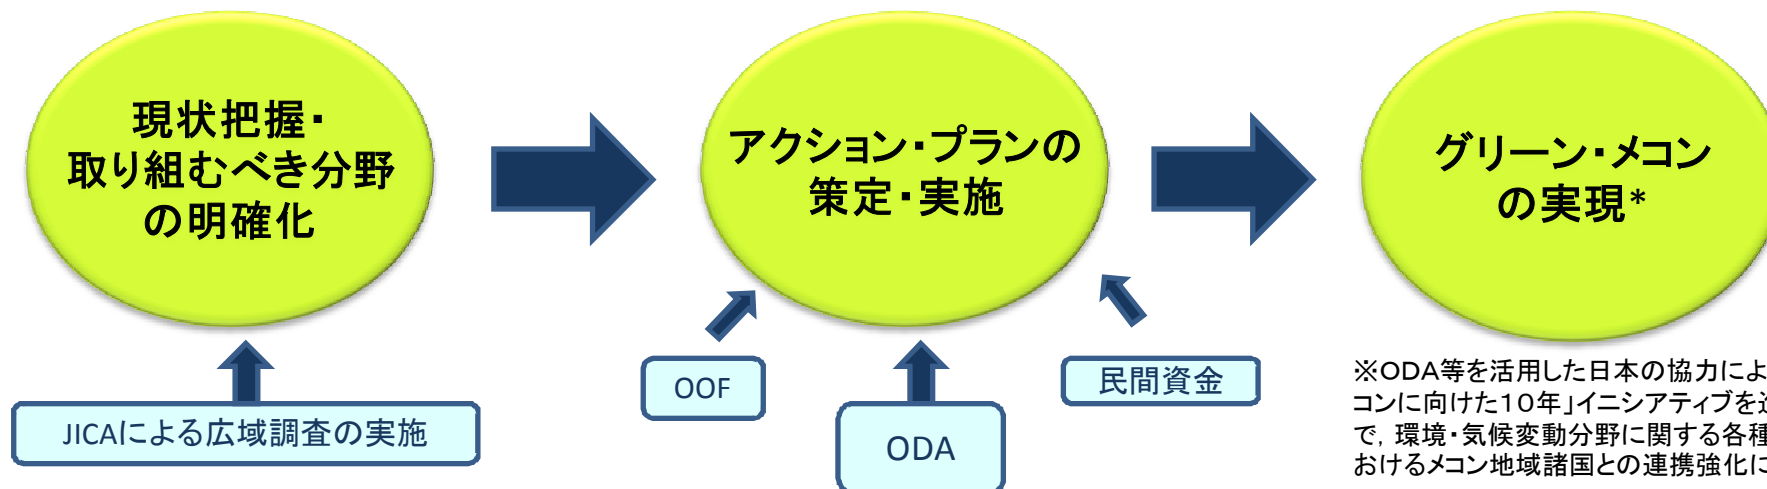 現状把握・
取り組むべき分野
の明確化
アクション・プランの
策定・実施
グリーン・メコン
の実現*
JICAによる広域調査の実施
OOF
ODA
民間資金
※ODA等を活用した日本の協力によ
コンに向けた10年」イニシアティブを
で，環境・気候変動分野に関する各種
おけるメコン地域諸国との連携強化に